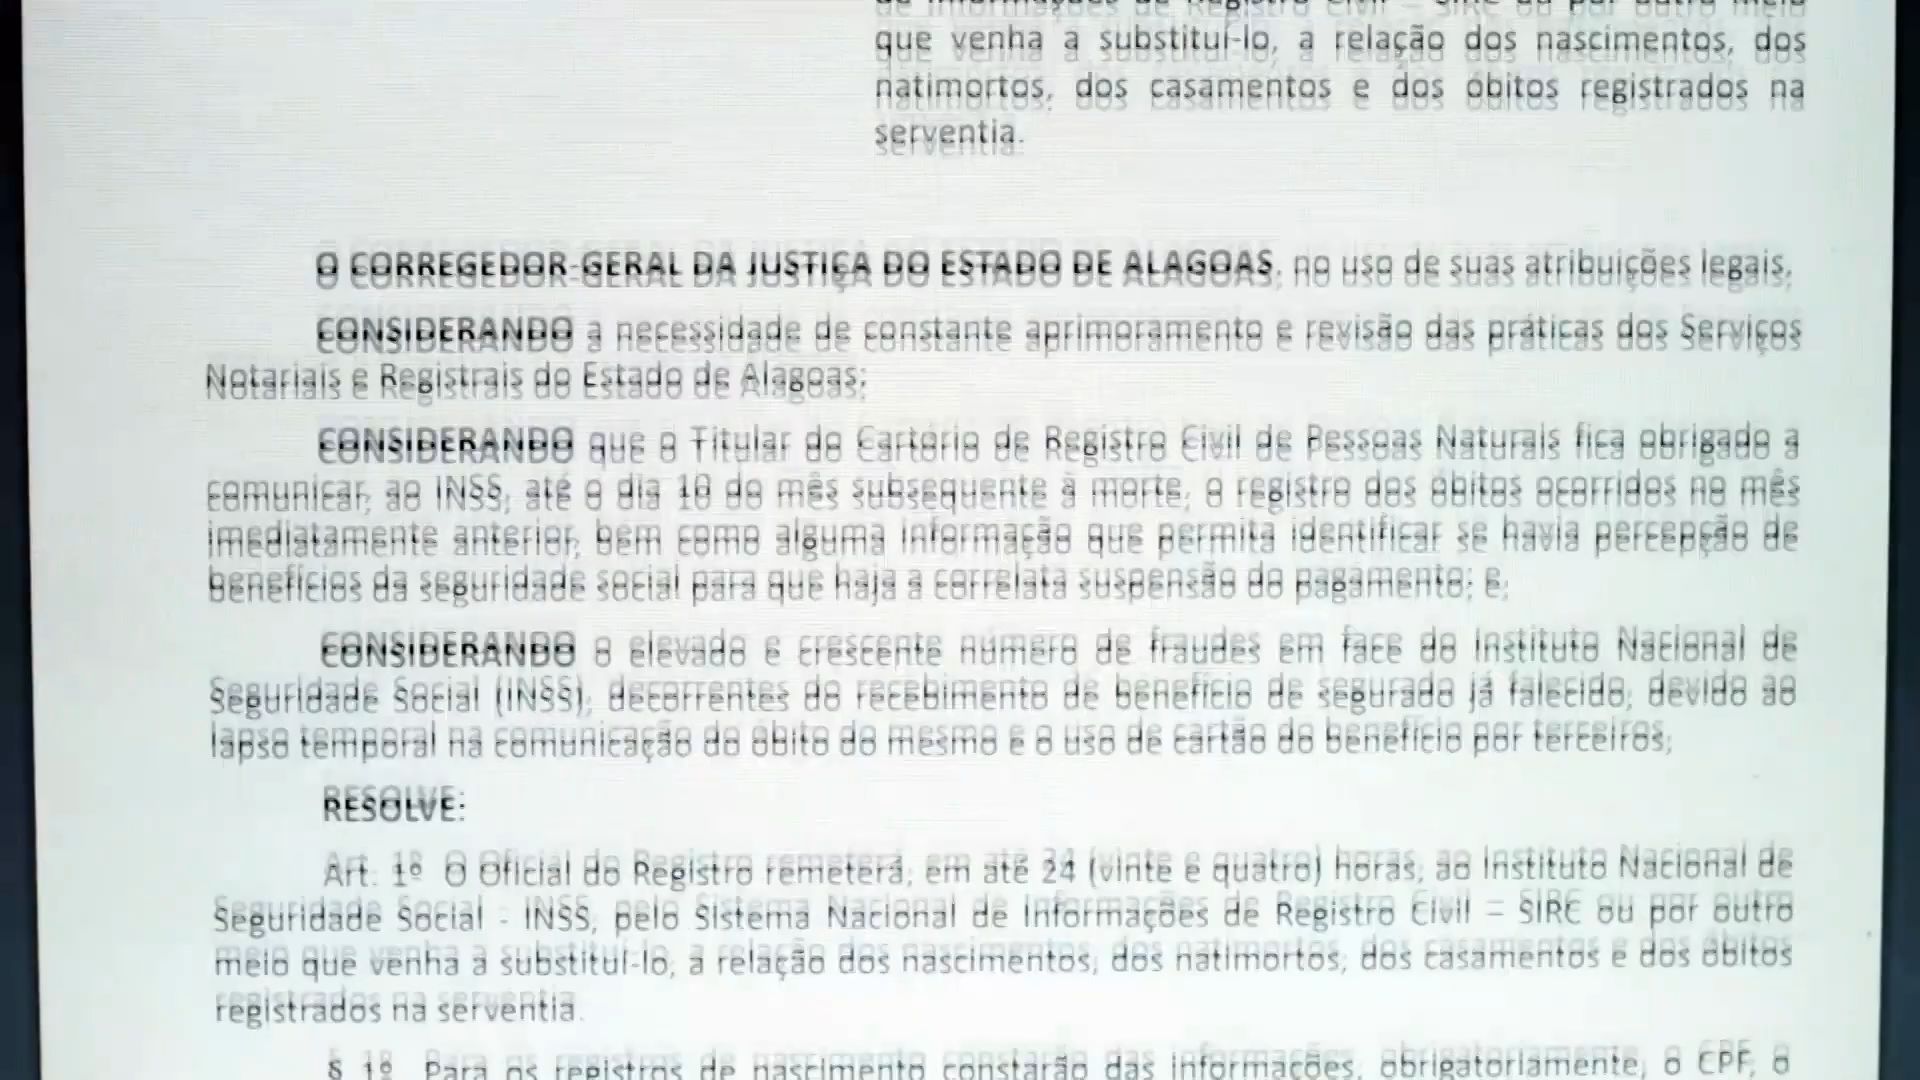 de Informações de Registro Civil – SIRC ou por outro meio
que venha a substituí-lo, a relação dos nascimentos, dos
natimortos, dos casamentos e dos óbitos registrados na
serventia.
O CORREGEDOR-GERAL DA JUSTIÇA DO ESTADO DE ALAGOAS, no uso de suas atribuições legais,
CONSIDERANDO a necessidade de constante aprimoramento e revisão das práticas dos Serviços
Notariais e Registrais do Estado de Alagoas;
CONSIDERANDO que o Titular do Cartório de Registro Civil de Pessoas Naturais fica obrigado a
comunicar, ao INSS, até o dia 10 do mês subsequente à morte, o registro dos óbitos ocorridos no mês
imediatamente anterior, bem como alguma informação que permita identificar se havia percepção de
benefícios da seguridade social para que haja a correlata suspensão do pagamento; e,
CONSIDERANDO o elevado e crescente número de fraudes em face do Instituto Nacional de
Seguridade Social (INSS), decorrentes do recebimento de benefício de segurado já falecido, devido ao
lapso temporal na comunicação do óbito do mesmo e o uso de cartão do benefício por terceiros;
RESOLVE:
Art. 1º O Oficial do Registro remeterá, em até 24 (vinte e quatro) horas, ao Instituto Nacional de
Seguridade Social - INSS, pelo Sistema Nacional de Informações de Registro Civil – SIRC ou por outro
meio que venha a substituí-lo, a relação dos nascimentos, dos natimortos, dos casamentos e dos óbitos
registrados na serventia.
§ 1º Para os registros de nascimento constarão das informações, obrigatoriamente, o CPF, o